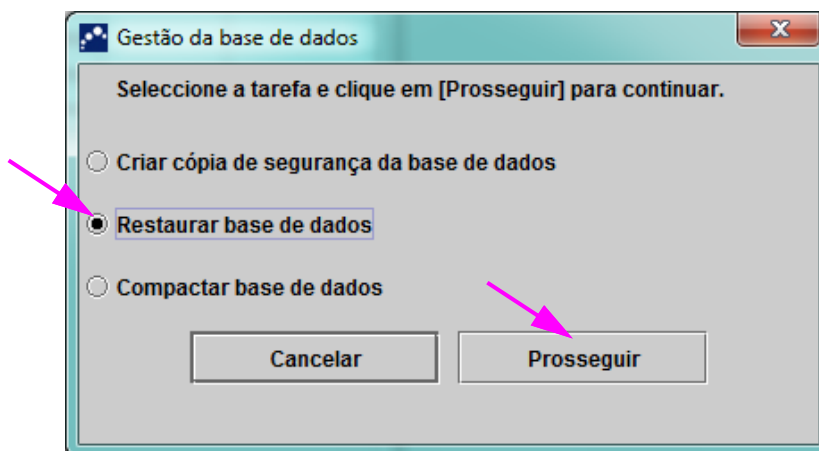 Gestão da base de dados
Seleccione a tarefa e clique em [Prosseguir] para continuar.
Criar cópia de segurança da base de dados
Restaurar base de dados
Compactar base de dados
Cancelar Prosseguir